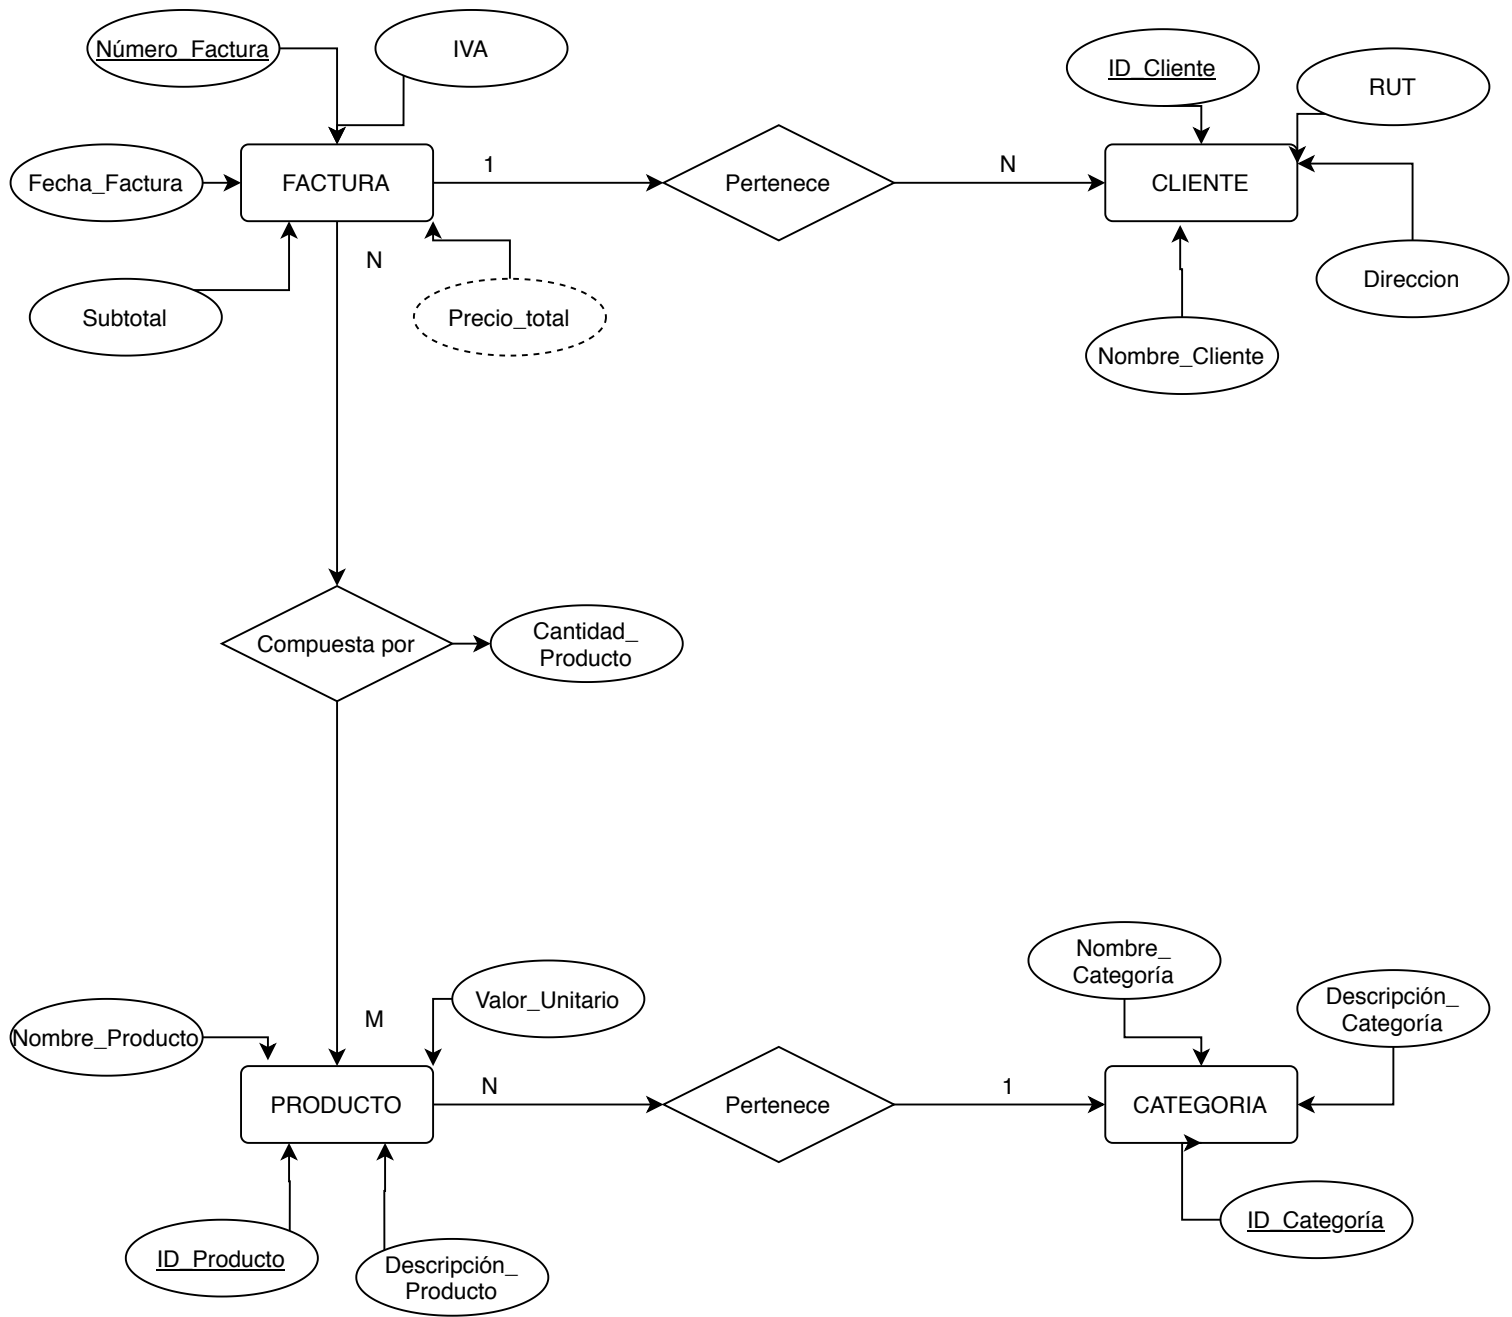 Número_Factura
IVA
ID_Cliente
RUT
Fecha_Factura
FACTURA
1
Pertenece
N
CLIENTE
N
Subtotal
Precio_total
Direccion
Nombre_Cliente
Compuesta por
Cantidad_
Producto
Nombre_
Categoría
Descripción_
Categoría
Nombre_Producto
M
Valor_Unitario
PRODUCTO
N
Pertenece
1
CATEGORIA
ID_Producto
Descripción_
Producto
ID_Categoría